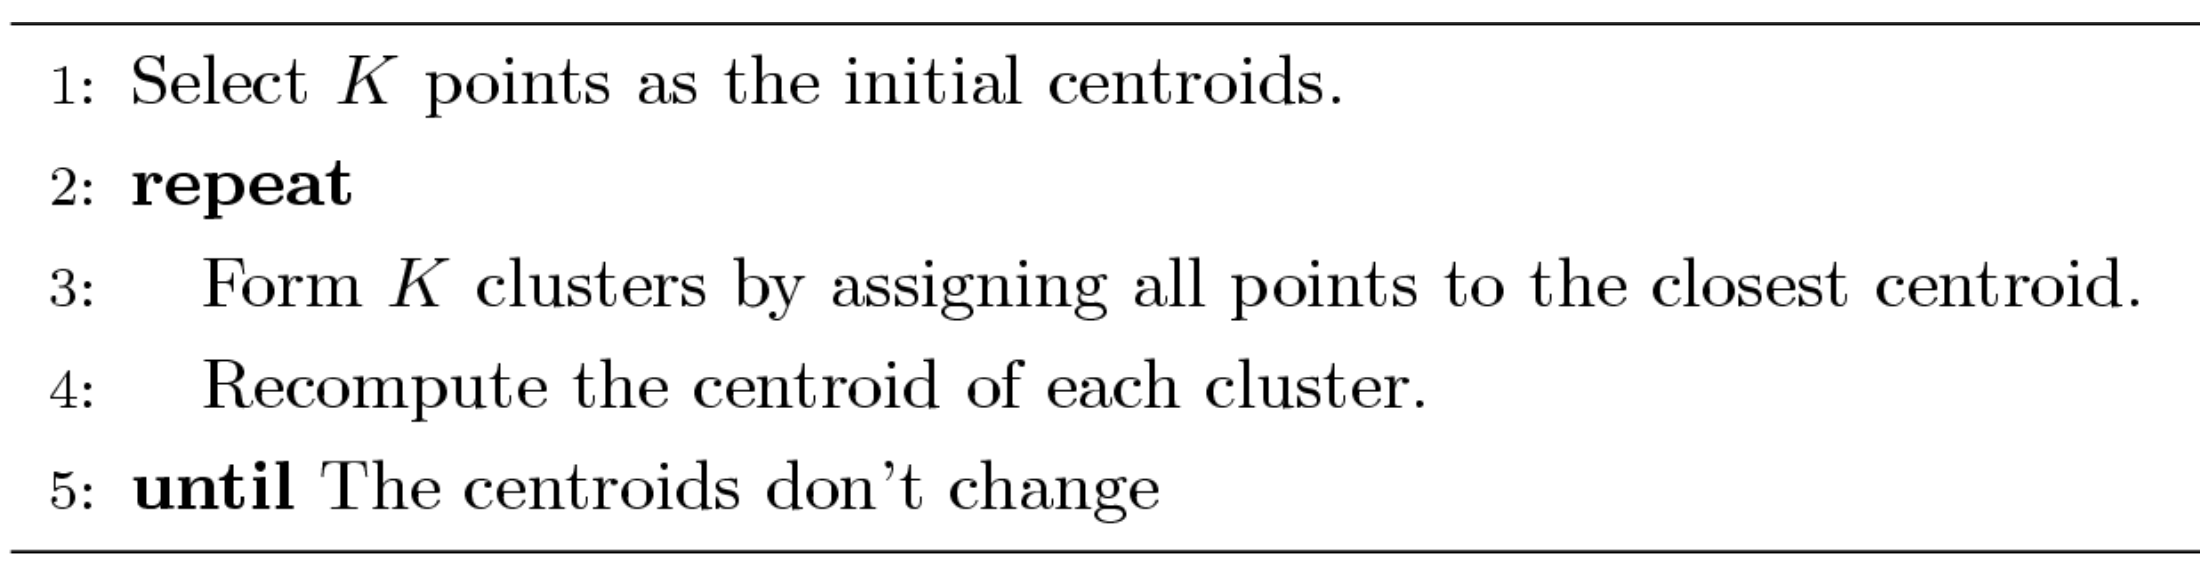 1: Select K points as the initial centroids.
2: repeat
3: Form K clusters by assigning all points to the closest centroid.
4: Recompute the centroid of each cluster.
5: until The centroids don't change